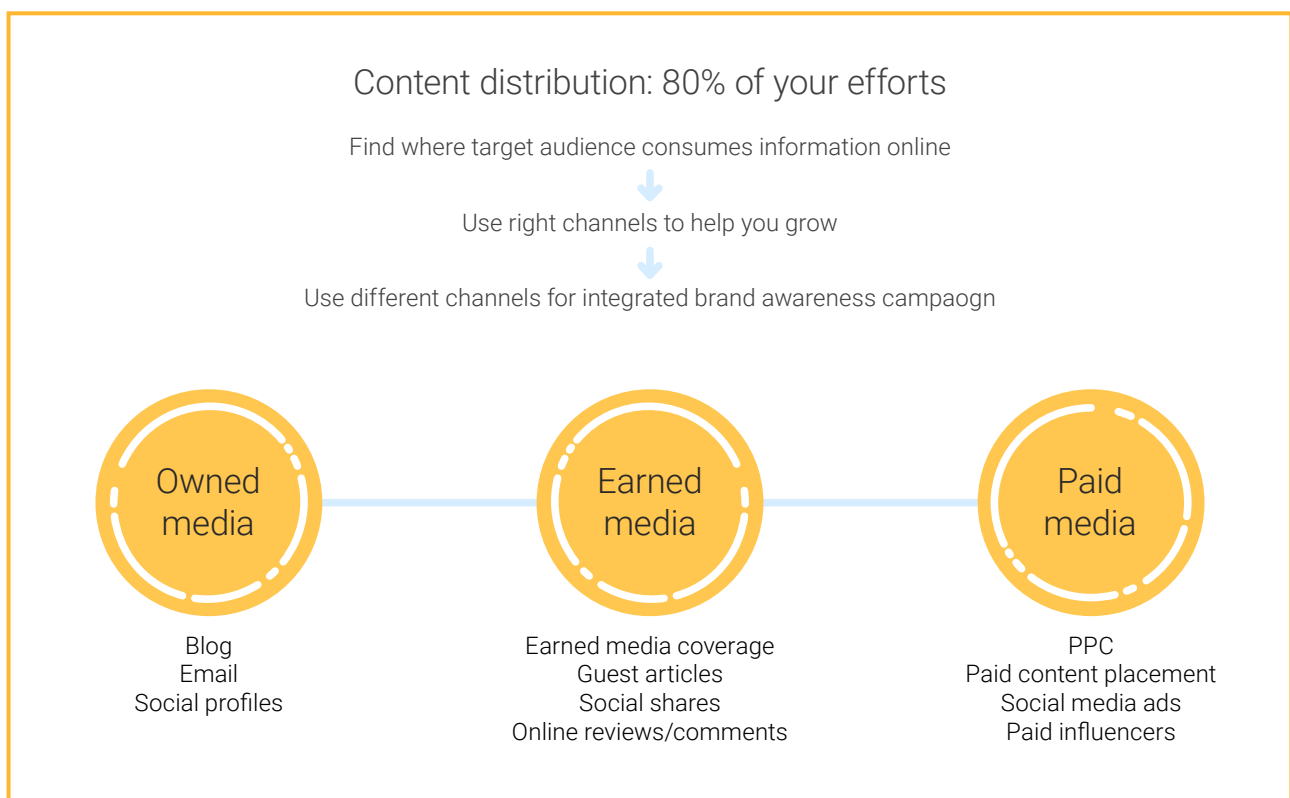 Content distribution: 80% of your efforts
Find where target audience consumes information online
Use right channels to help you grow
Use different channels for integrated brand awareness campaogn
Owned
media
Blog
Email
Social profiles
Earned
media
Earned media coverage
Guest articles
Social shares
Online reviews/comments
Paid
media
PPC
Paid content placement
Social media ads
Paid influencers